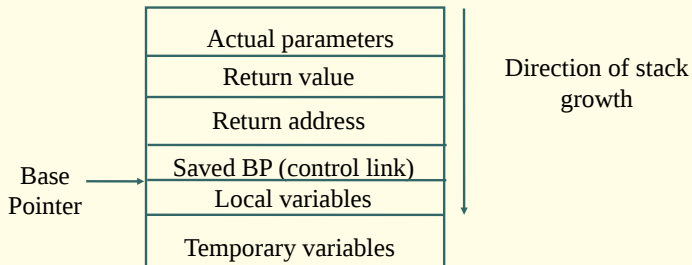 Actual parameters
Return value
Return address
Saved BP (control link)
Local variables
Temporary variables
Base
Pointer
Direction of stack
growth